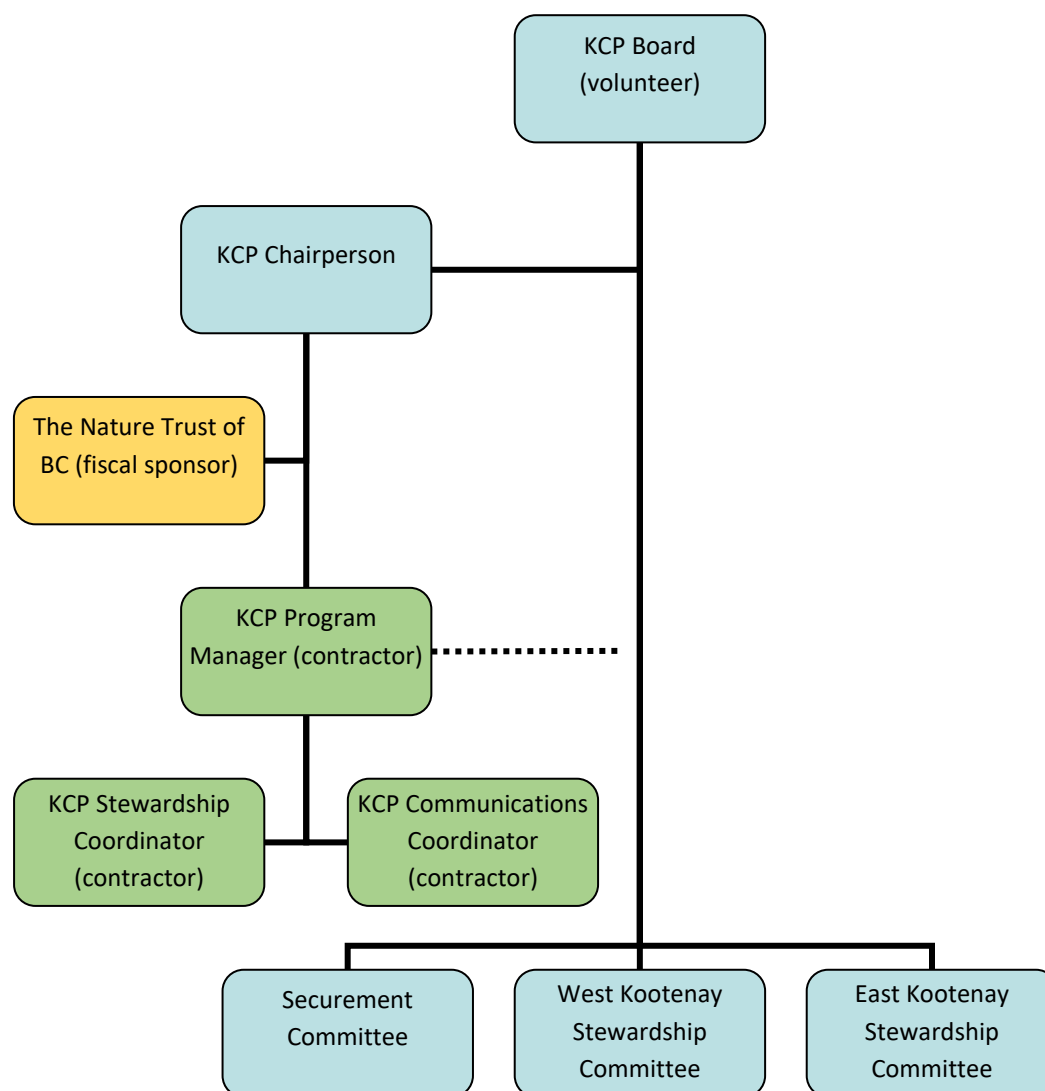 KCP Board
(volunteer)
KCP Chairperson
The Nature Trust of
BC (fiscal sponsor)
KCP Program
Manager (contractor)
KCP Stewardship
Coordinator
(contractor)
KCP Communications
Coordinator
(contractor)
Securement
Committee
West Kootenay
Stewardship
Committee
East Kootenay
Stewardship
Committee